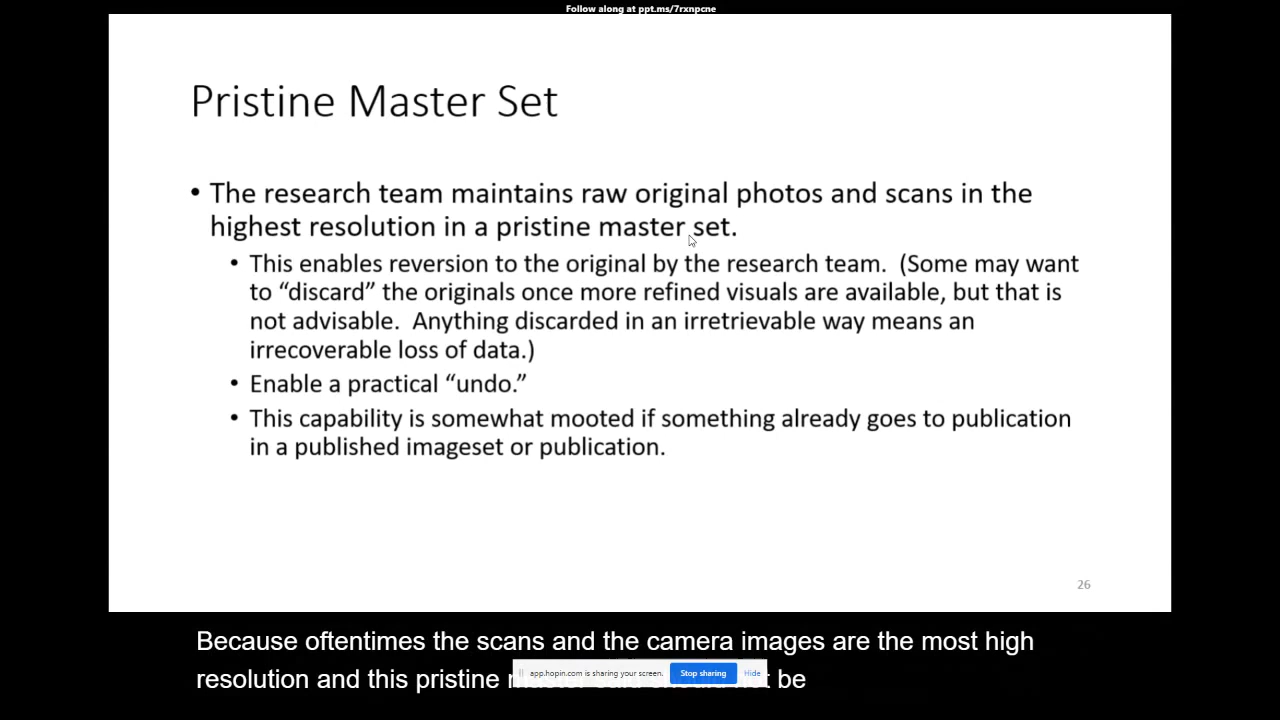 Follow along at ppt.ms/7rxnpcne
Pristine Master Set
• The research team maintains raw original photos and scans in the
highest resolution in a pristine master set.
• This enables reversion to the original by the research team.  (Some may want
to “discard” the originals once more refined visuals are available, but that is
not advisable.  Anything discarded in an irretrievable way means an
irrecoverable loss of data.)
• Enable a practical “undo.”
• This capability is somewhat mooted if something already goes to publication
in a published imageset or publication.
26
Because oftentimes the scans and the camera images are the most high
resolution and this pristine be
app.hopin.com is sharing your screen. Stop sharing Hide